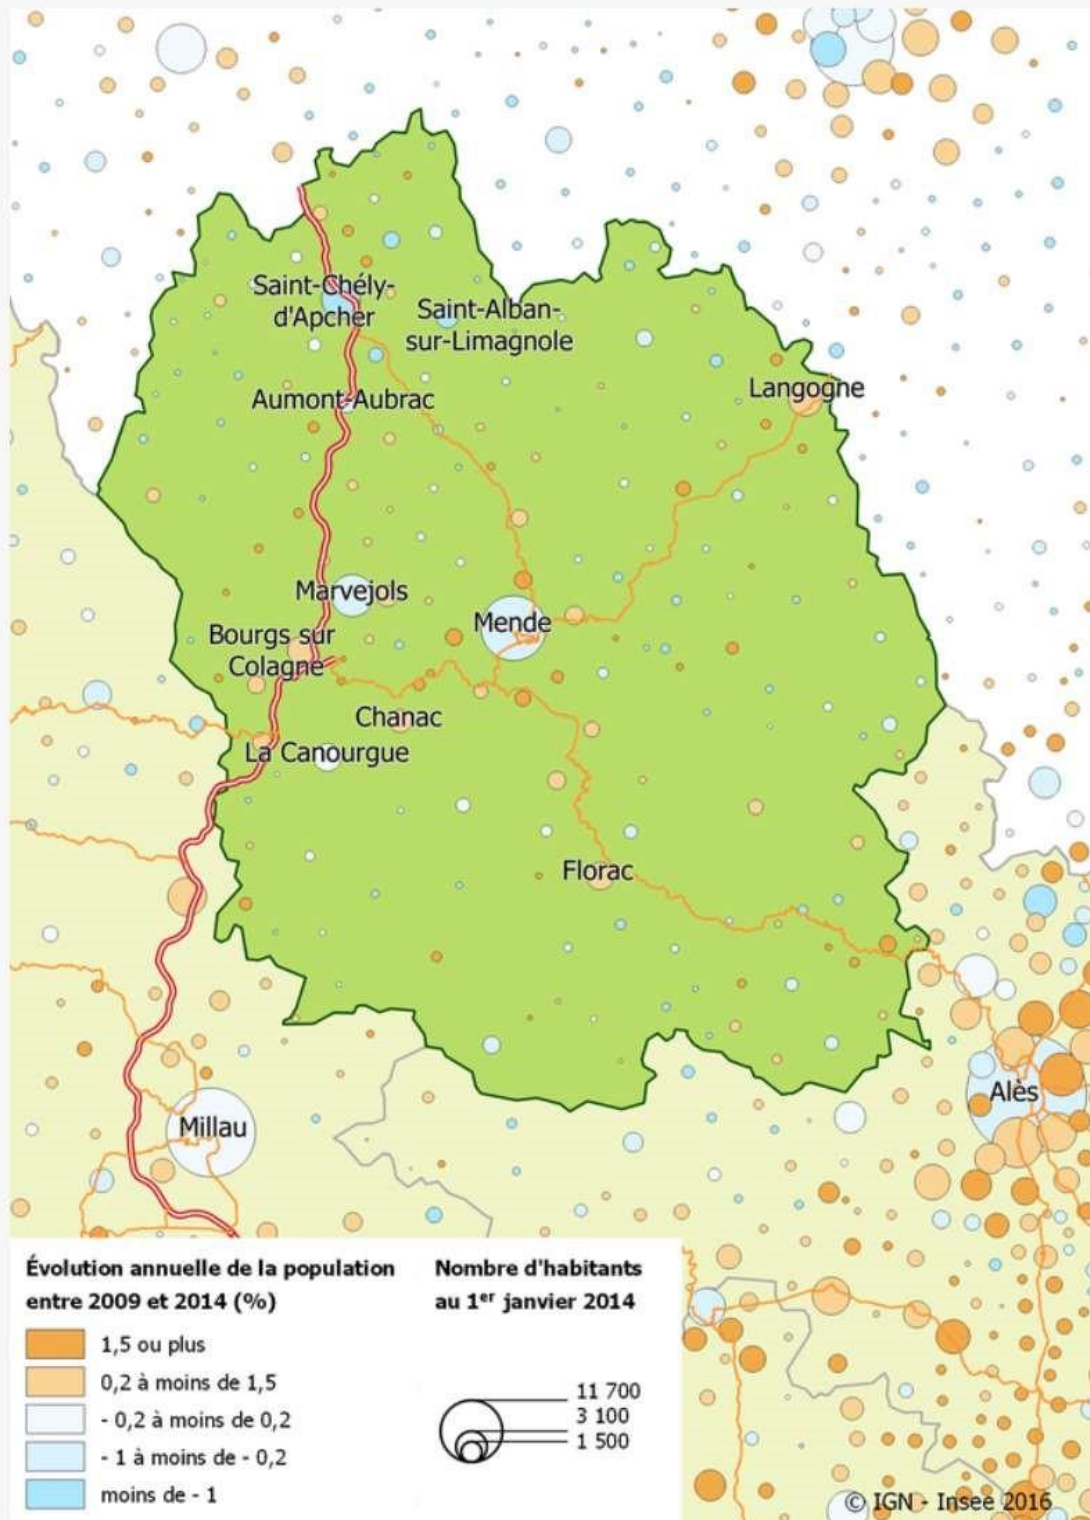 Saint-Chély-
d'Apcher
Saint-Alban-
sur-Limagnole
Langogne
Aumont-Aubrac
Marvejols
Mende
Bourgs sur
Colagne
Chanac
La Canourgue
Florac
Alès
Millau
Évolution annuelle de la population
entre 2009 et 2014 (%)
1,5 ou plus
0,2 à moins de 1,5
- 0,2 à moins de 0,2
- 1 à moins de - 0,2
moins de - 1
Nombre d'habitants
au 1er janvier 2014
11 700
3 100
1 500
© IGN - Insee 2016